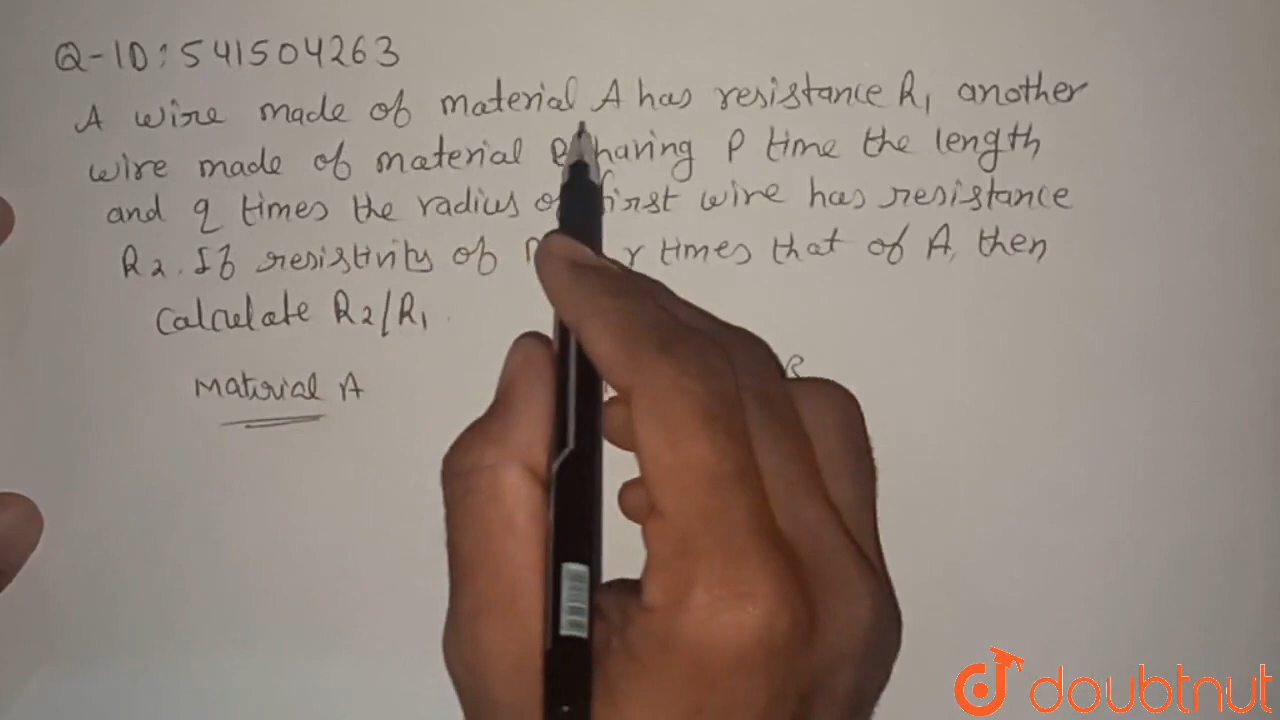 Q-ID: 541504263
A wire made of material A has resistance R1 another
wire made of material having P time the length
and q times the radius first wire has resistance
R2. If resistivity of r times that of A, then
Calculate R2/R1.
Material A
doubtnut